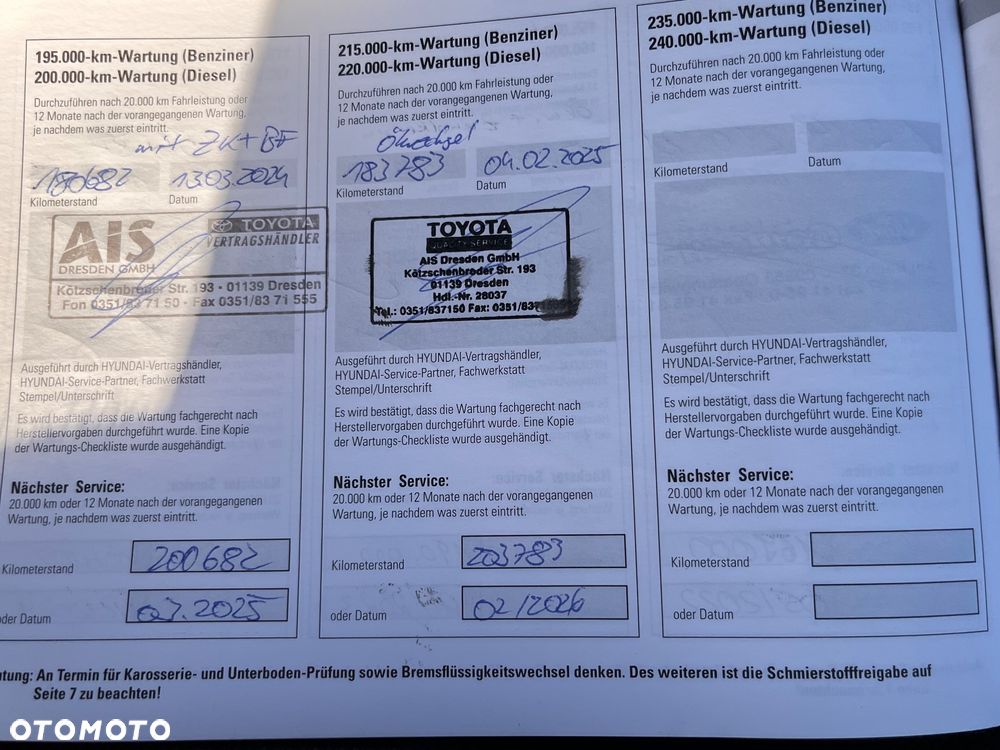 195.000-km-Wartung (Benziner)
200.000-km-Wartung (Diesel)
Durchzuführen nach 20.000 km Fahrleistung oder
12 Monate nach der vorangegangenen Wartung,
je nachdem was zuerst eintritt.
mit ZK + BF
180682 13.03.2024
Kilometerstand Datum
AIS
DRESDEN GMBH
TOYOTA
VERTRAGSHÄNDLER
Kötzschenbroder Str. 193 · 01139 Dresden
Fon 0351/83 71 50 · Fax 0351/83 71 555
Ausgeführt durch HYUNDAI-Vertragshändler,
HYUNDAI-Service-Partner, Fachwerkstatt
Stempel/Unterschrift
Es wird bestätigt, dass die Wartung fachgerecht nach
Herstellervorgaben durchgeführt wurde. Eine Kopie
der Wartungs-Checkliste wurde ausgehändigt.
Nächster Service:
20.000 km oder 12 Monate nach der vorangegangenen
Wartung, je nachdem was zuerst eintritt.
Kilometerstand 200682
oder Datum 03.2025
215.000-km-Wartung (Benziner)
220.000-km-Wartung (Diesel)
Durchzuführen nach 20.000 km Fahrleistung oder
12 Monate nach der vorangegangenen Wartung,
je nachdem was zuerst eintritt.
Ölwechsel
183783 04.02.2025
Kilometerstand Datum
TOYOTA
QUALITY SERVICE
AIS Dresden GmbH
Kötzschenbroder Str. 193
01139 Dresden
Hdl.-Nr. 28037
Tel.: 0351/837150 Fax: 0351/837
Ausgeführt durch HYUNDAI-Vertragshändler,
HYUNDAI-Service-Partner, Fachwerkstatt
Stempel/Unterschrift
Es wird bestätigt, dass die Wartung fachgerecht nach
Herstellervorgaben durchgeführt wurde. Eine Kopie
der Wartungs-Checkliste wurde ausgehändigt.
Nächster Service:
20.000 km oder 12 Monate nach der vorangegangenen
Wartung, je nachdem was zuerst eintritt.
Kilometerstand 203783
oder Datum 02/2026
235.000-km-Wartung (Benziner)
240.000-km-Wartung (Diesel)
Durchzuführen nach 20.000 km Fahrleistung oder
12 Monate nach der vorangegangenen Wartung,
je nachdem was zuerst eintritt.
Kilometerstand Datum
Ausgeführt durch HYUNDAI-Vertragshändler,
HYUNDAI-Service-Partner, Fachwerkstatt
Stempel/Unterschrift
Es wird bestätigt, dass die Wartung fachgerecht nach
Herstellervorgaben durchgeführt wurde. Eine Kopie
der Wartungs-Checkliste wurde ausgehändigt.
Nächster Service:
20.000 km oder 12 Monate nach der vorangegangenen
Wartung, je nachdem was zuerst eintritt.
Kilometerstand
oder Datum
tung: An Termin für Karosserie- und Unterboden-Prüfung sowie Bremsflüssigkeitswechsel denken. Des weiteren ist die Schmierstofffreigabe auf
Seite 7 zu beachten!
OTOMOTO